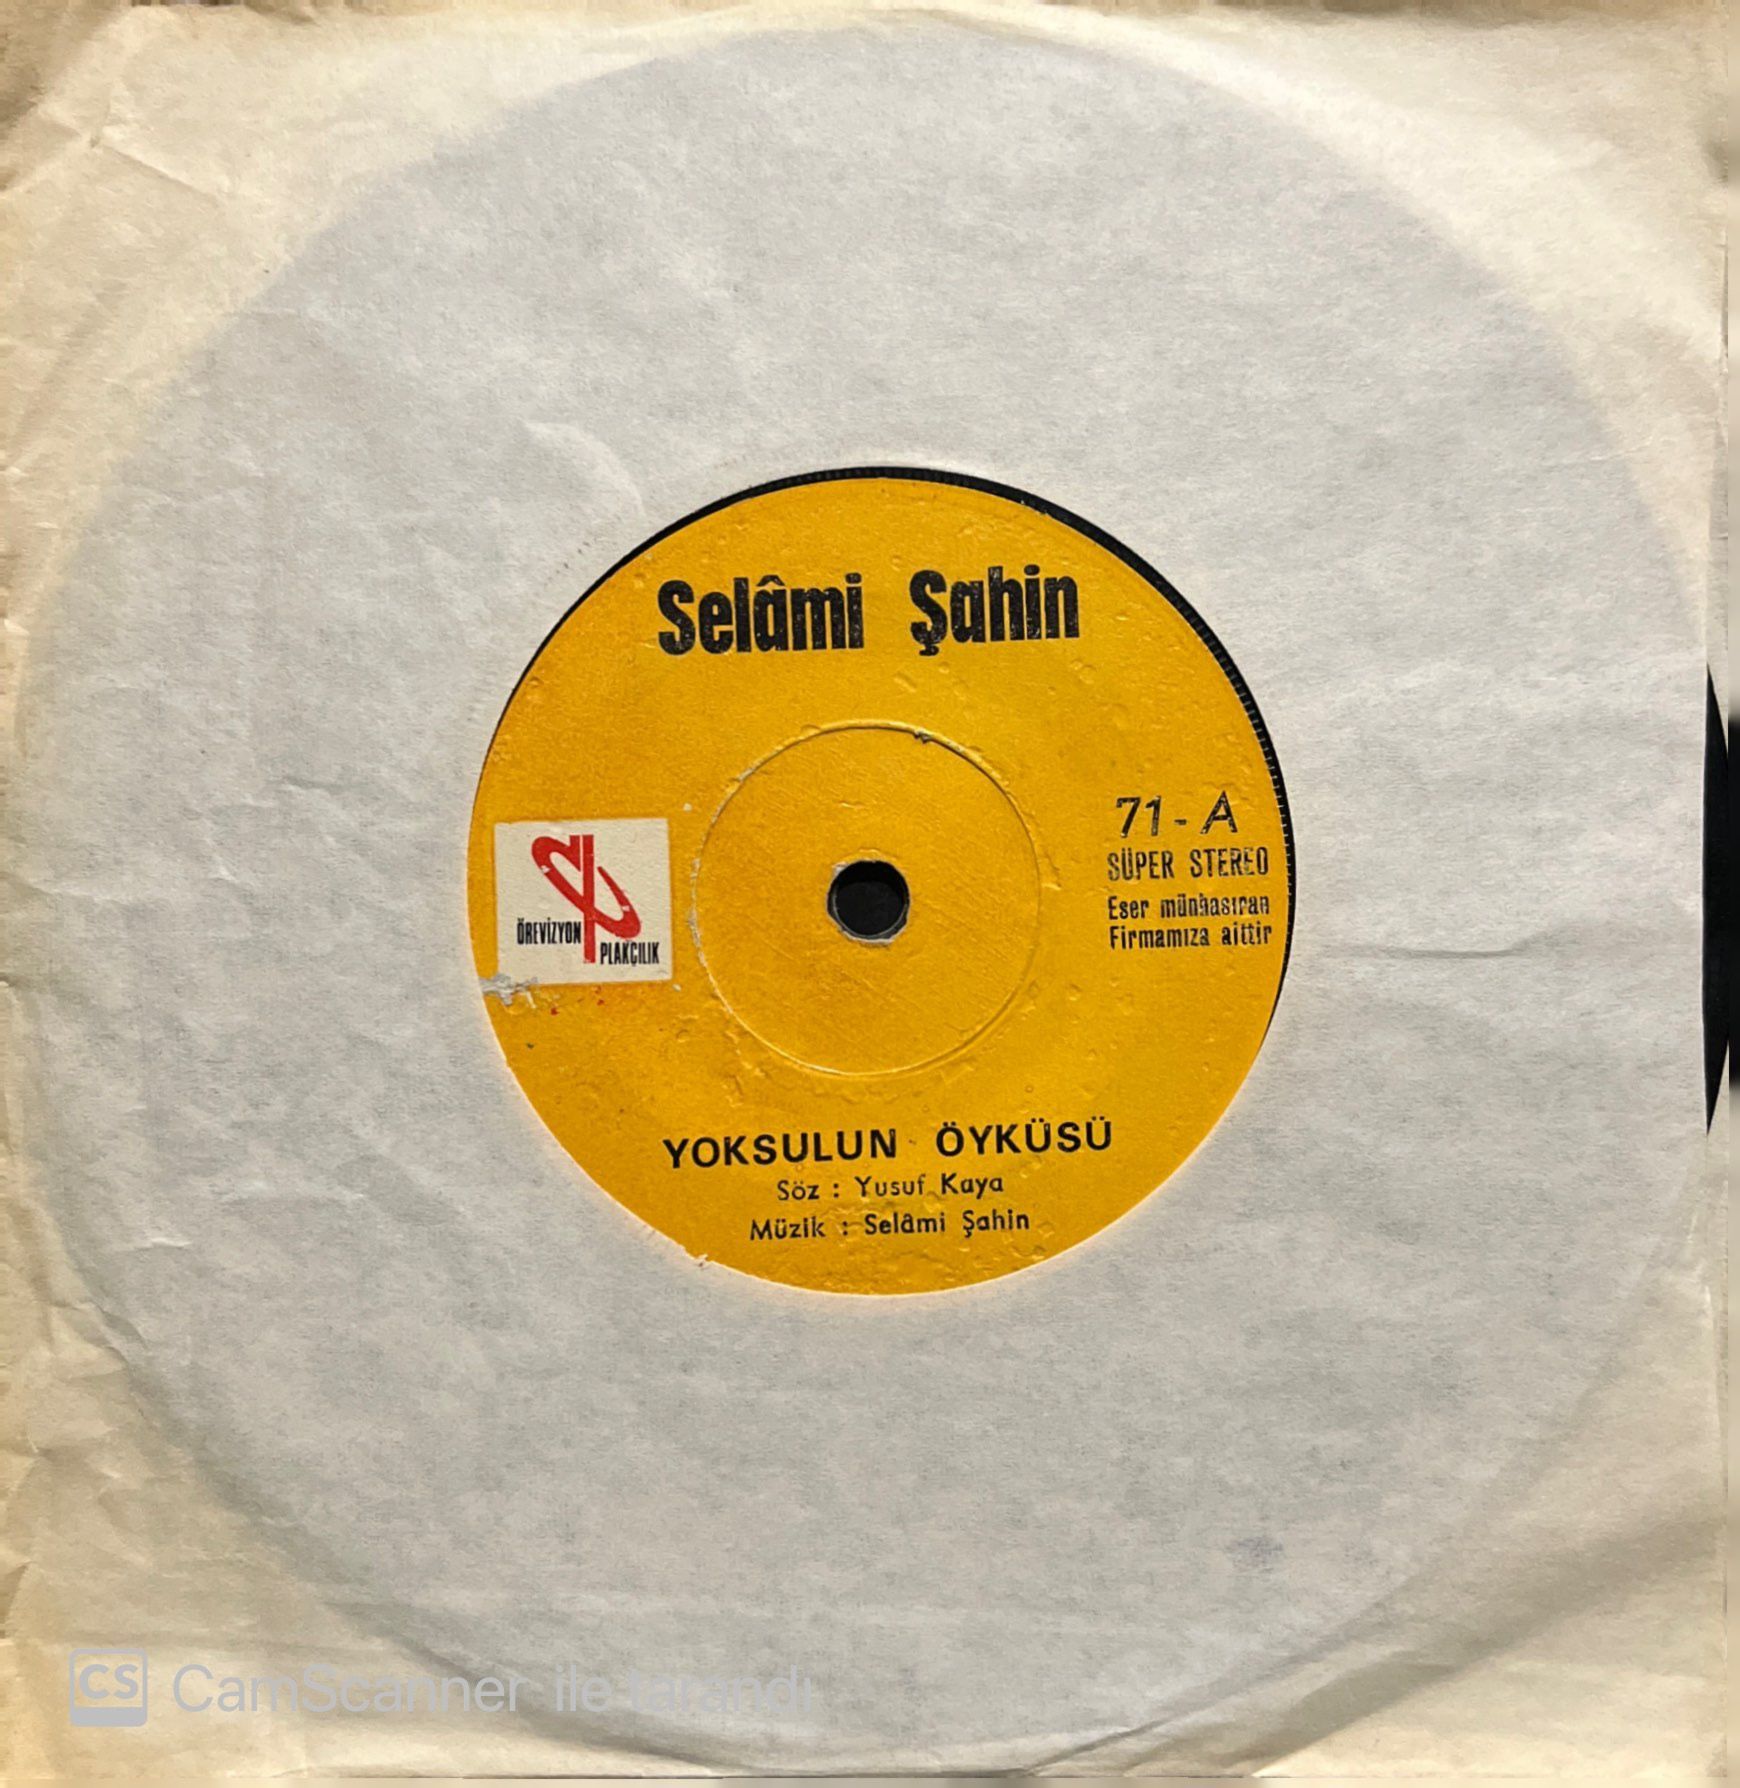 Selâmi Şahin
71-A
SÜPER STEREO
Eser münhasıran
Firmamıza aittir
ÖREVİZYON
PLAKÇILIK
YOKSULUN ÖYKÜSÜ
Söz : Yusuf Kaya
Müzik : Selâmi Şahin
CS CamScanner ile tarandı